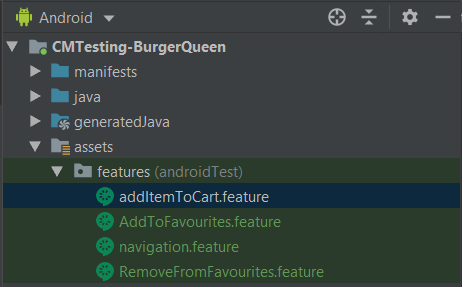 Android
CMTesting-BurgerQueen
manifests
java
generatedJava
assets
features (androidTest)
addItemToCart.feature
AddToFavourites.feature
navigation.feature
RemoveFromFavourites.feature